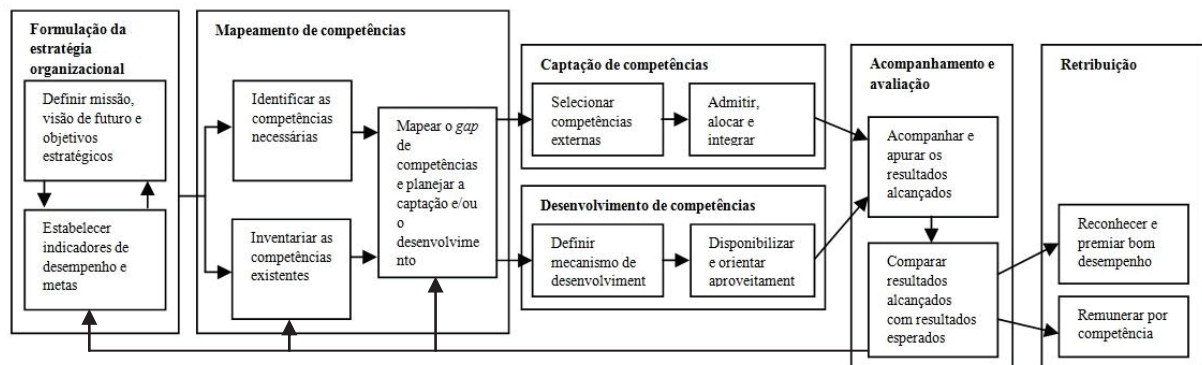 Formulação da
estratégia
organizacional
Definir missão,
visão de futuro e
objetivos
estratégicos
Estabelecer
indicadores de
desempenho e
metas
Mapeamento de competências
Identificar as
competências
necessárias
Inventariar as
competências
existentes
Mapear o gap
de
competências
e planejar a
captação e/ou
o
desenvolvime
nto
Captação de competências
Selecionar
competências
externas
Admitir,
alocar e
integrar
Desenvolvimento de competências
Definir
mecanismo de
desenvolviment
Disponibilizar
e orientar
aproveitament
Acompanhamento e
avaliação
Acompanhar e
apurar os
resultados
alcançados
Comparar
resultados
alcançados
com resultados
esperados
Retribuição
Reconhecer e
premiar bom
desempenho
Remunerar por
competência